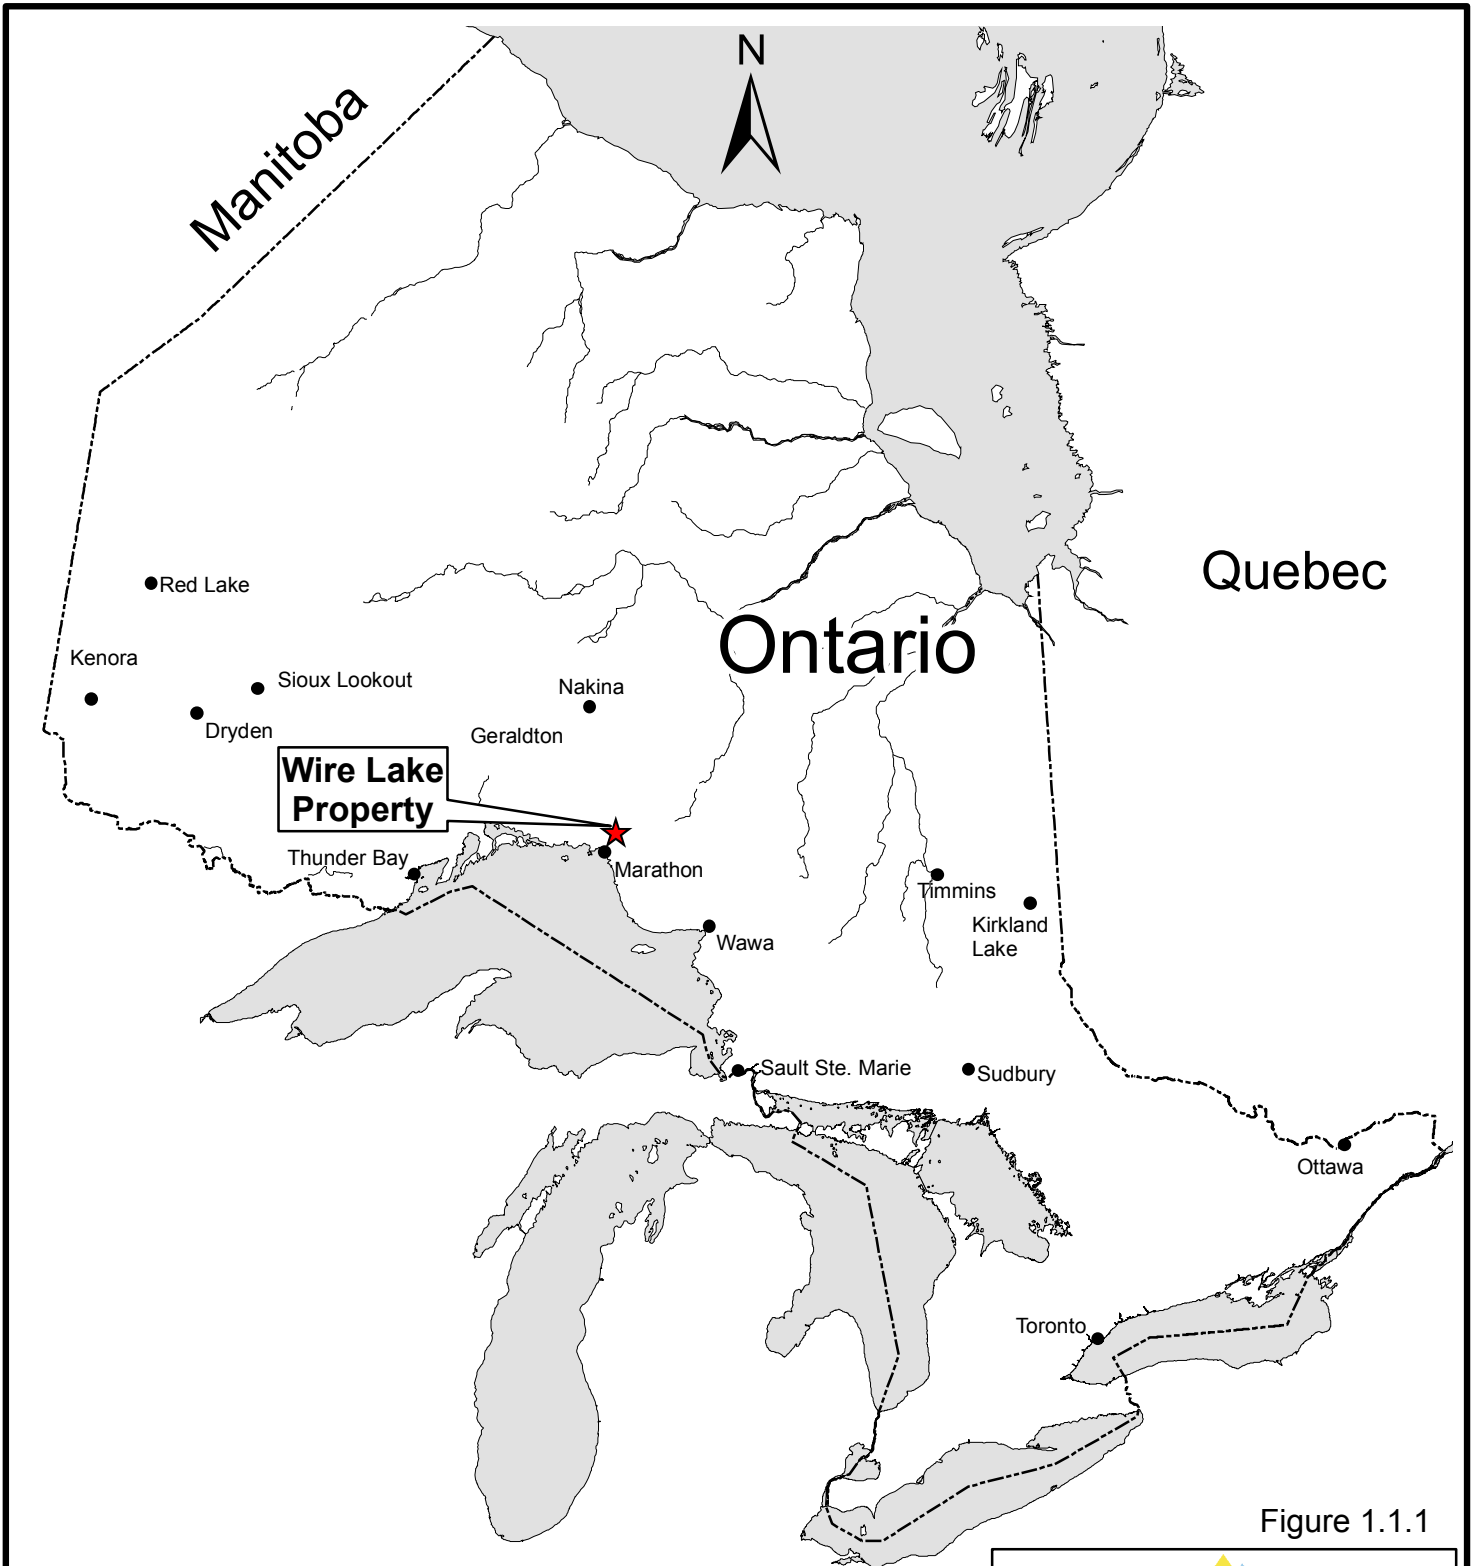 N
Manitoba
Quebec
Red Lake
Ontario
Kenora
Sioux Lookout
Nakina
Dryden
Geraldton
Wire Lake
Property
Thunder Bay
Marathon
Timmins
Kirkland
Lake
Wawa
Sault Ste. Marie
Sudbury
Ottawa
Toronto
Figure 1.1.1